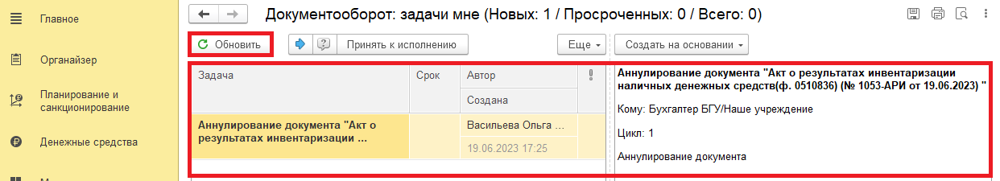 Главное
Органайзер
Планирование и
санкционирование
Денежные средства
Документооборот: задачи мне (Новых: 1 / Просроченных: 0 / Всего: 0)
Обновить
Принять к исполнению
Еще
Создать на основании
Задача
Срок
Автор
Создана
Аннулирование документа "Акт о
результатах инвентаризации ...
Васильева Ольга ...
19.06.2023 17:25
Аннулирование документа "Акт о результатах инвентаризации
наличных денежных средств(ф. 0510836) (№ 1053-АРИ от 19.06.2023) "
Кому: Бухгалтер БГУ/Наше учреждение
Цикл: 1
Аннулирование документа